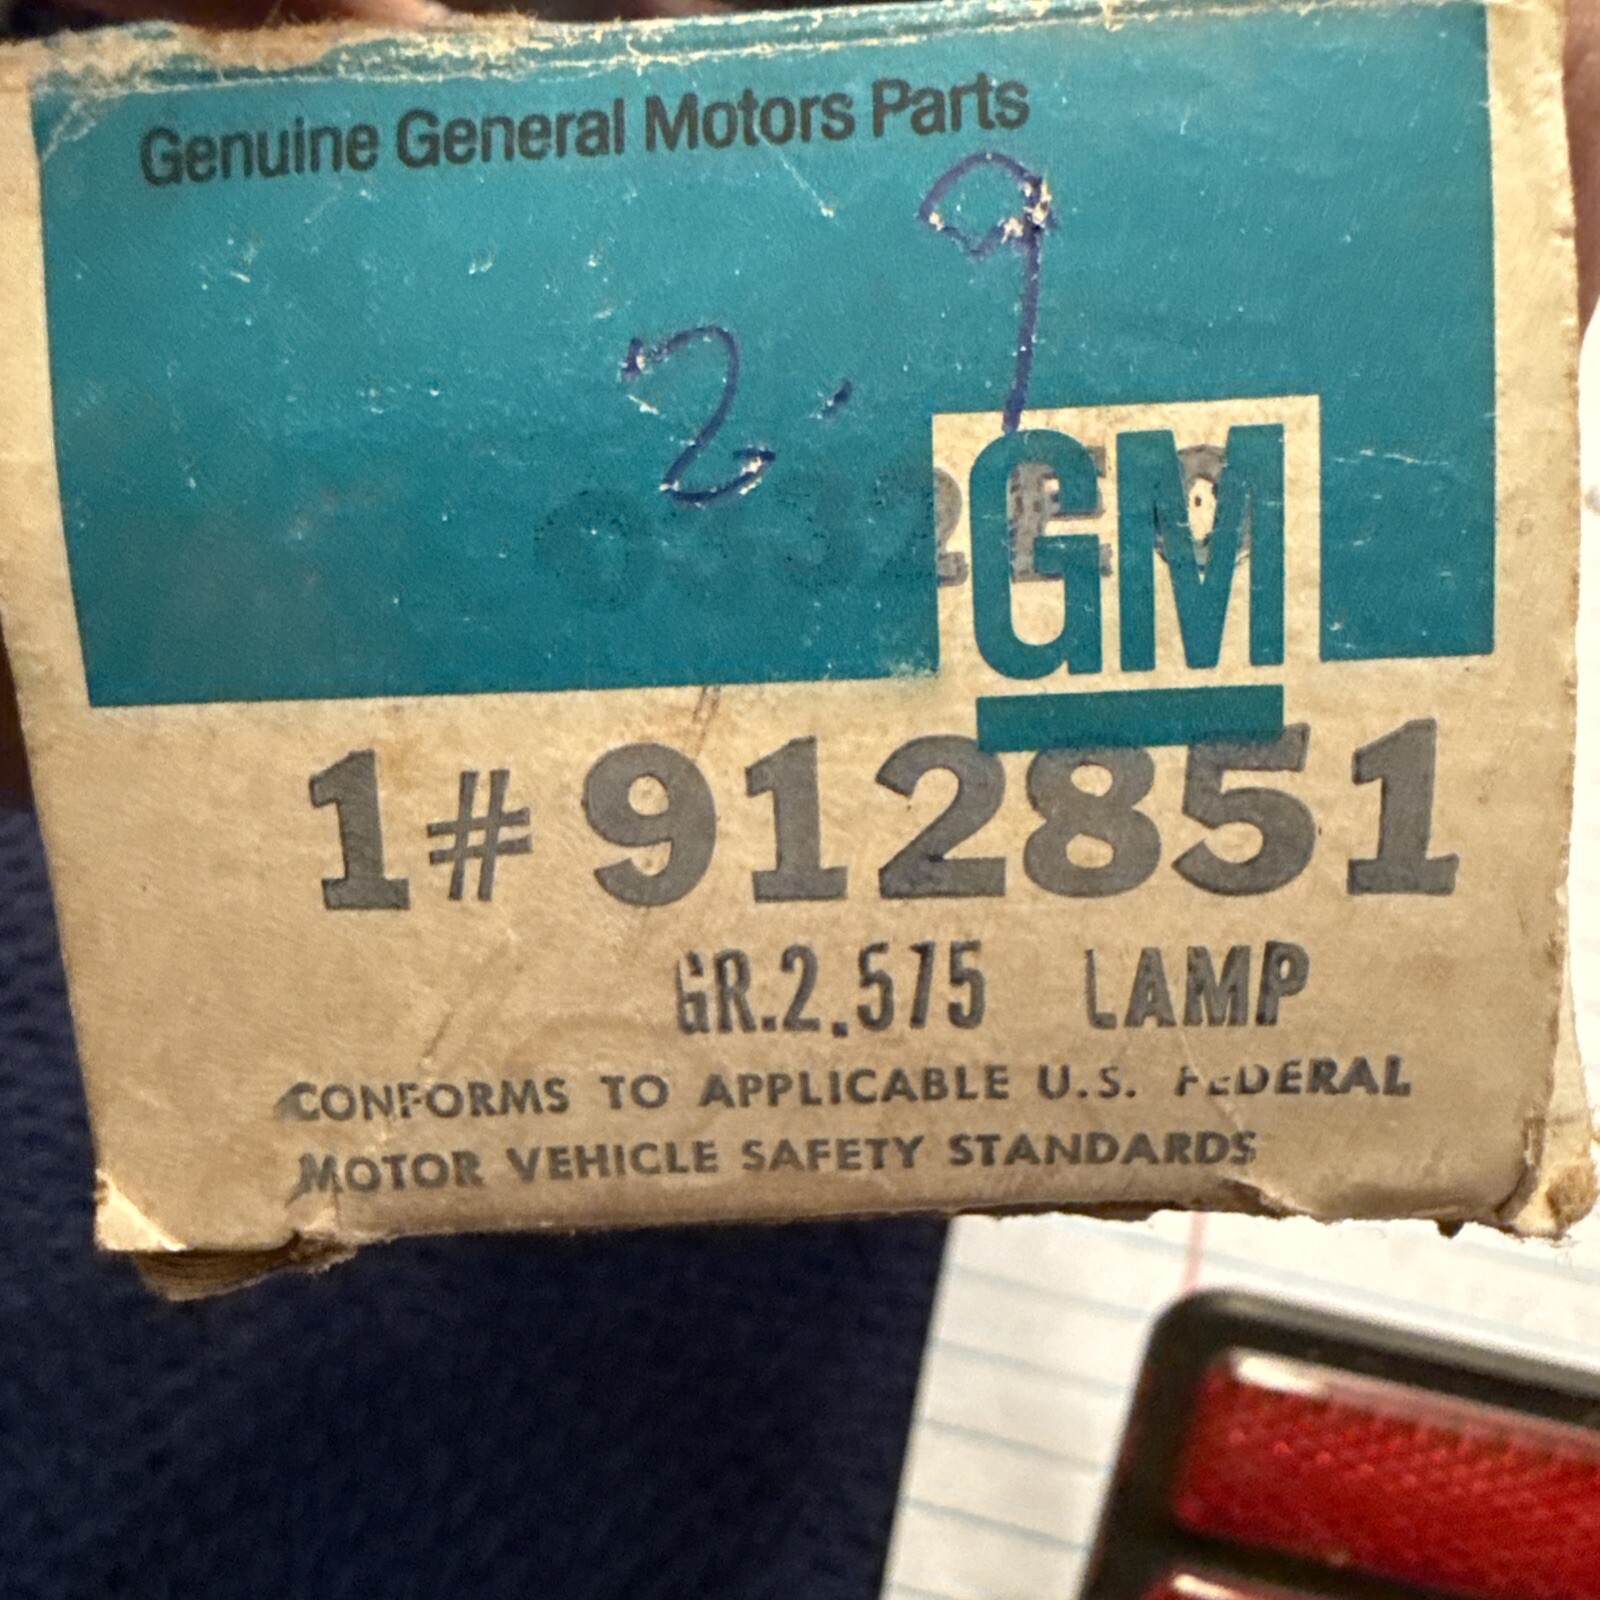 Genuine General Motors Parts
2.9
GM
1# 912851
GR.2.575 LAMP
CONFORMS TO APPLICABLE U.S. FEDERAL
MOTOR VEHICLE SAFETY STANDARDS